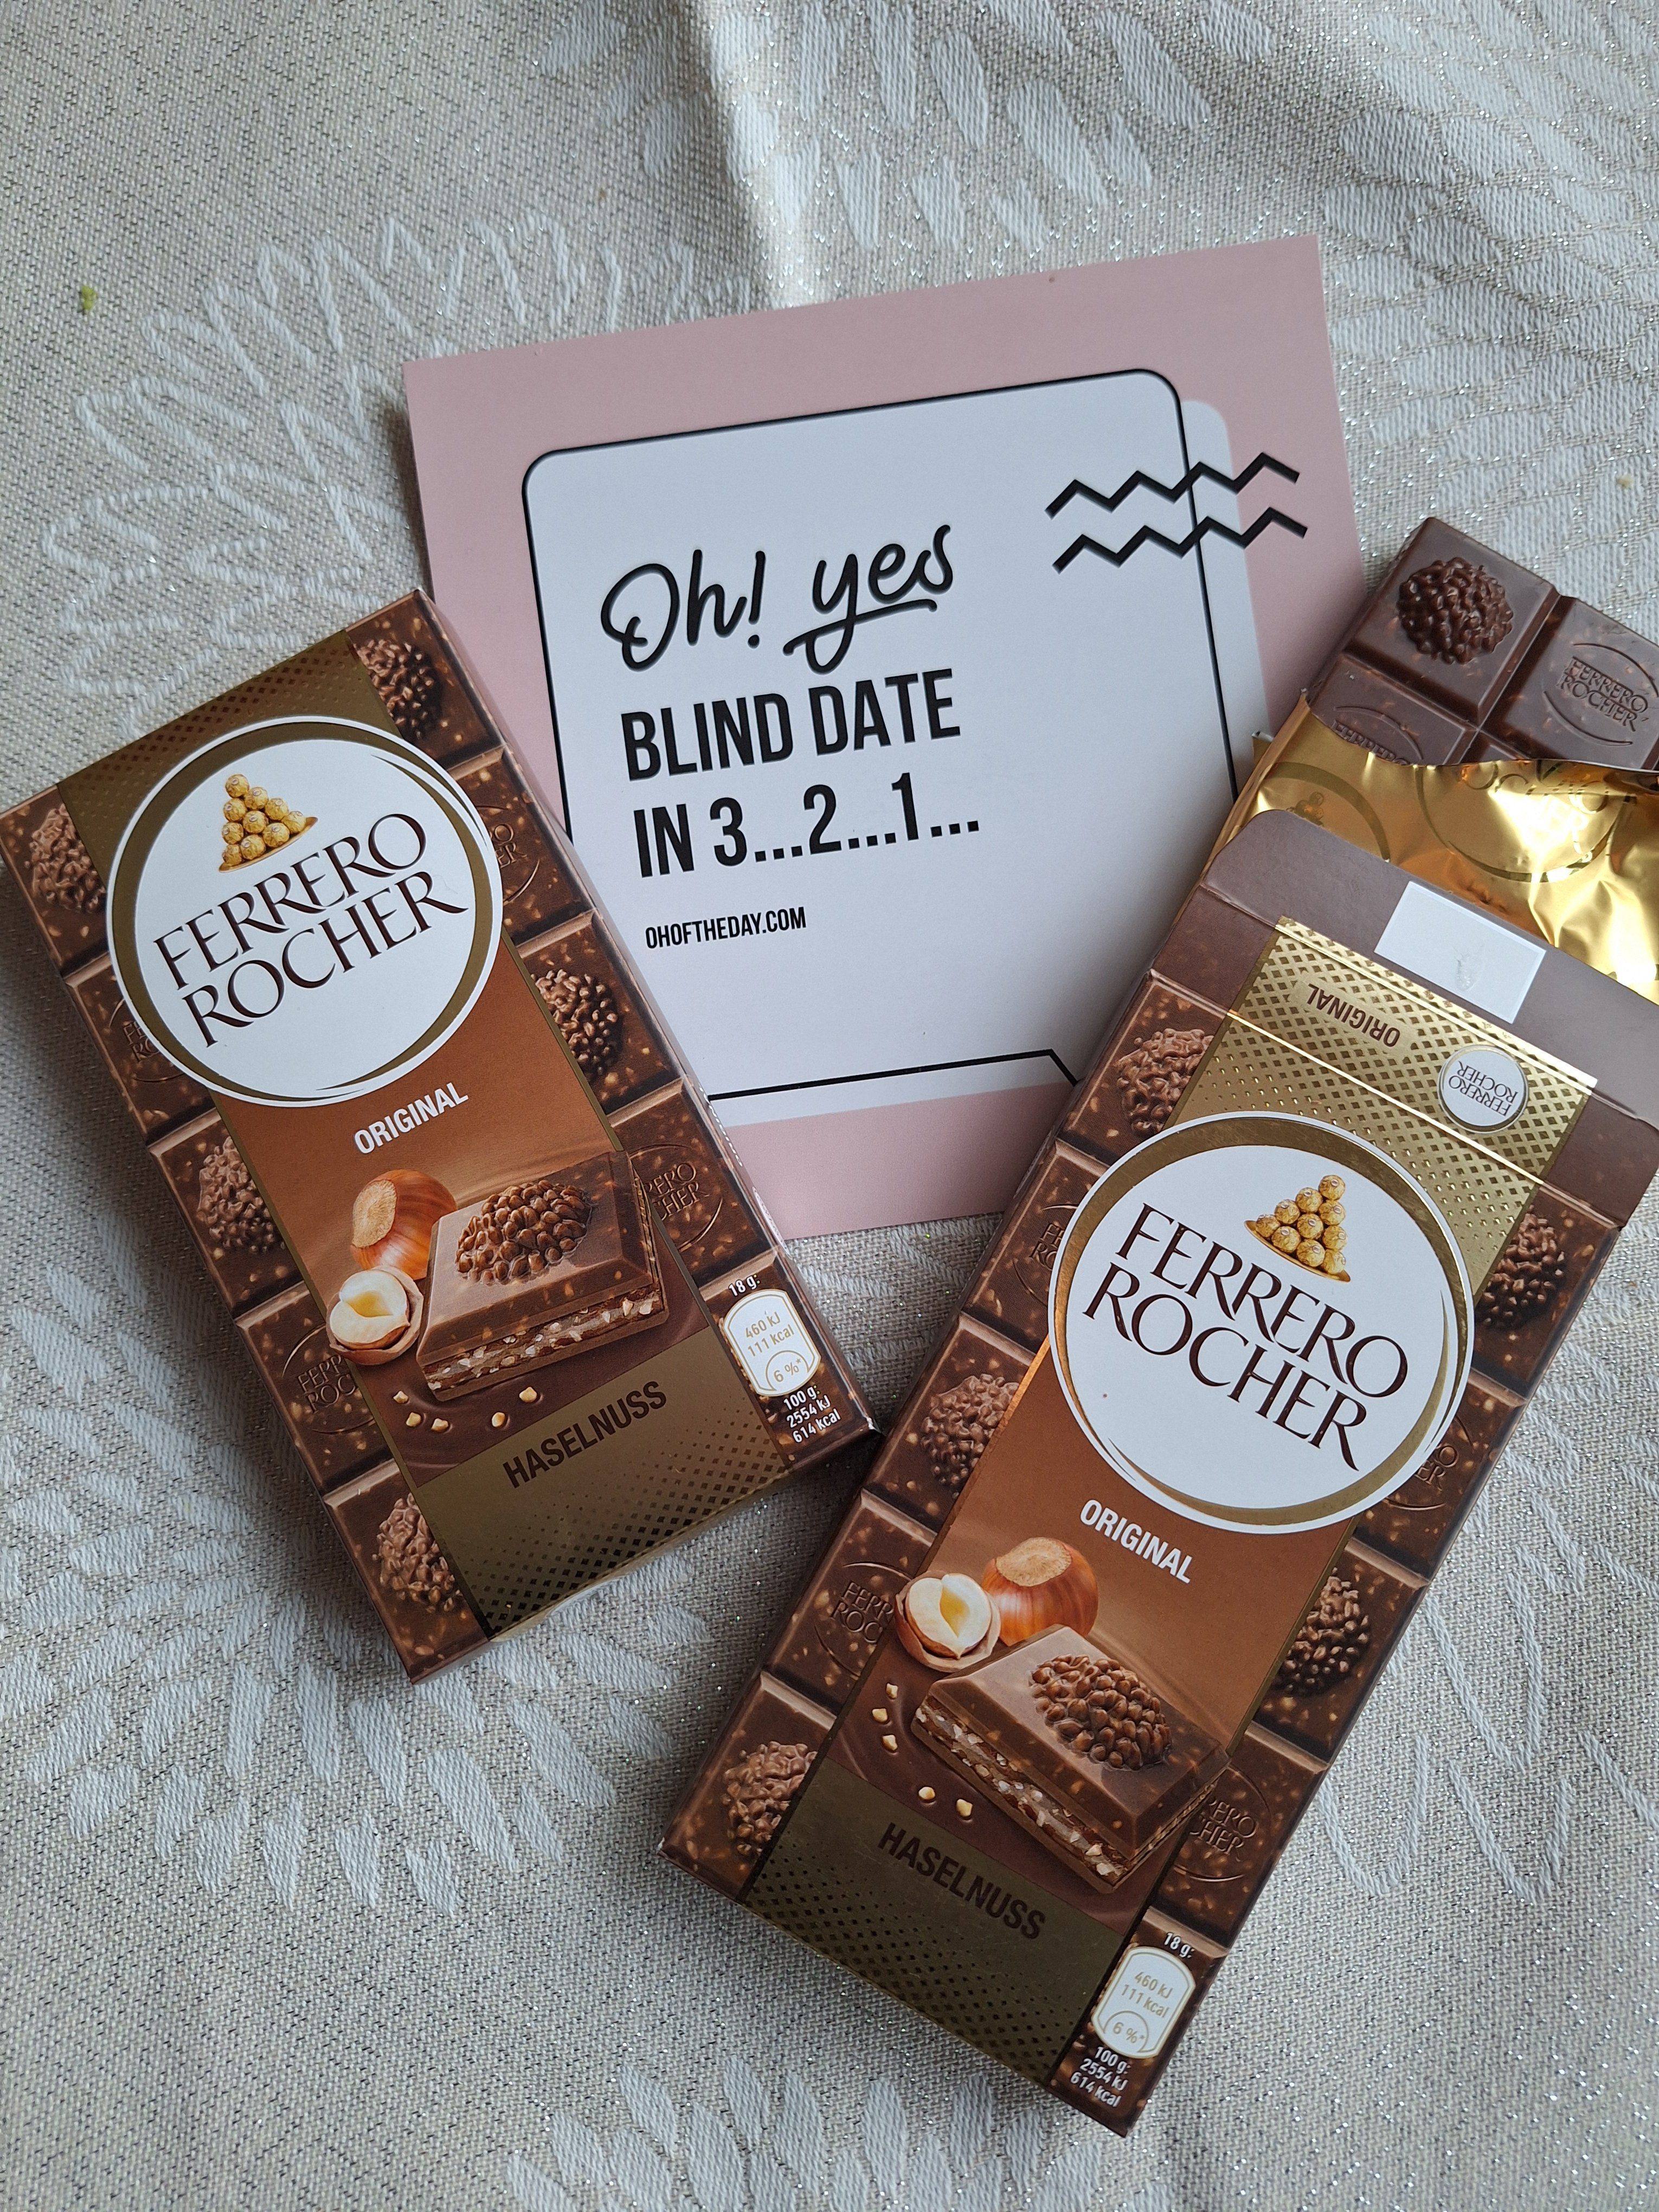 Oh! yes
BLIND DATE
IN 3...2...1...
OHOFTHEDAY.COM
FERRERO
ROCHER
ORIGINAL
HASELNUSS
18 g:
460 kJ
111 kcal
6 %*
100 g:
2554 kJ
614 kcal
FERRERO
ROCHER
ORIGINAL
FERRERO
ROCHER
FERRERO
ROCHER
ORIGINAL
HASELNUSS
18 g:
460 kJ
111 kcal
6 %*
100 g:
2554 kJ
614 kcal